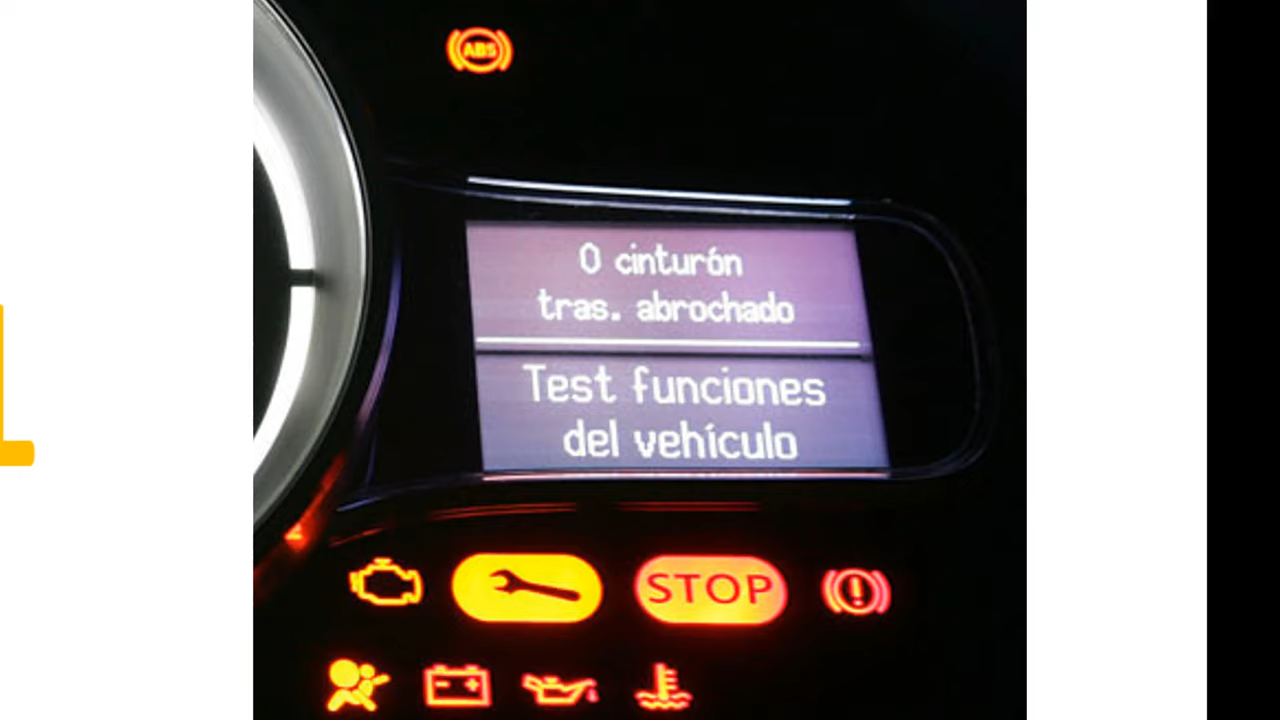 ABS
0 cinturón
tras. abrochado
Test funciones
del vehículo
STOP